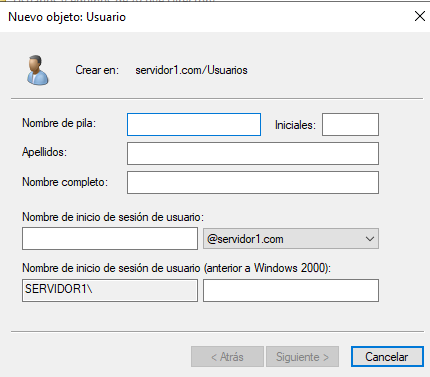 Nuevo objeto: Usuario
Crear en: servidor1.com/Usuarios
Nombre de pila:
Iniciales:
Apellidos:
Nombre completo:
Nombre de inicio de sesión de usuario:
@servidor1.com
Nombre de inicio de sesión de usuario (anterior a Windows 2000):
SERVIDOR1\
< Atrás
Siguiente >
Cancelar